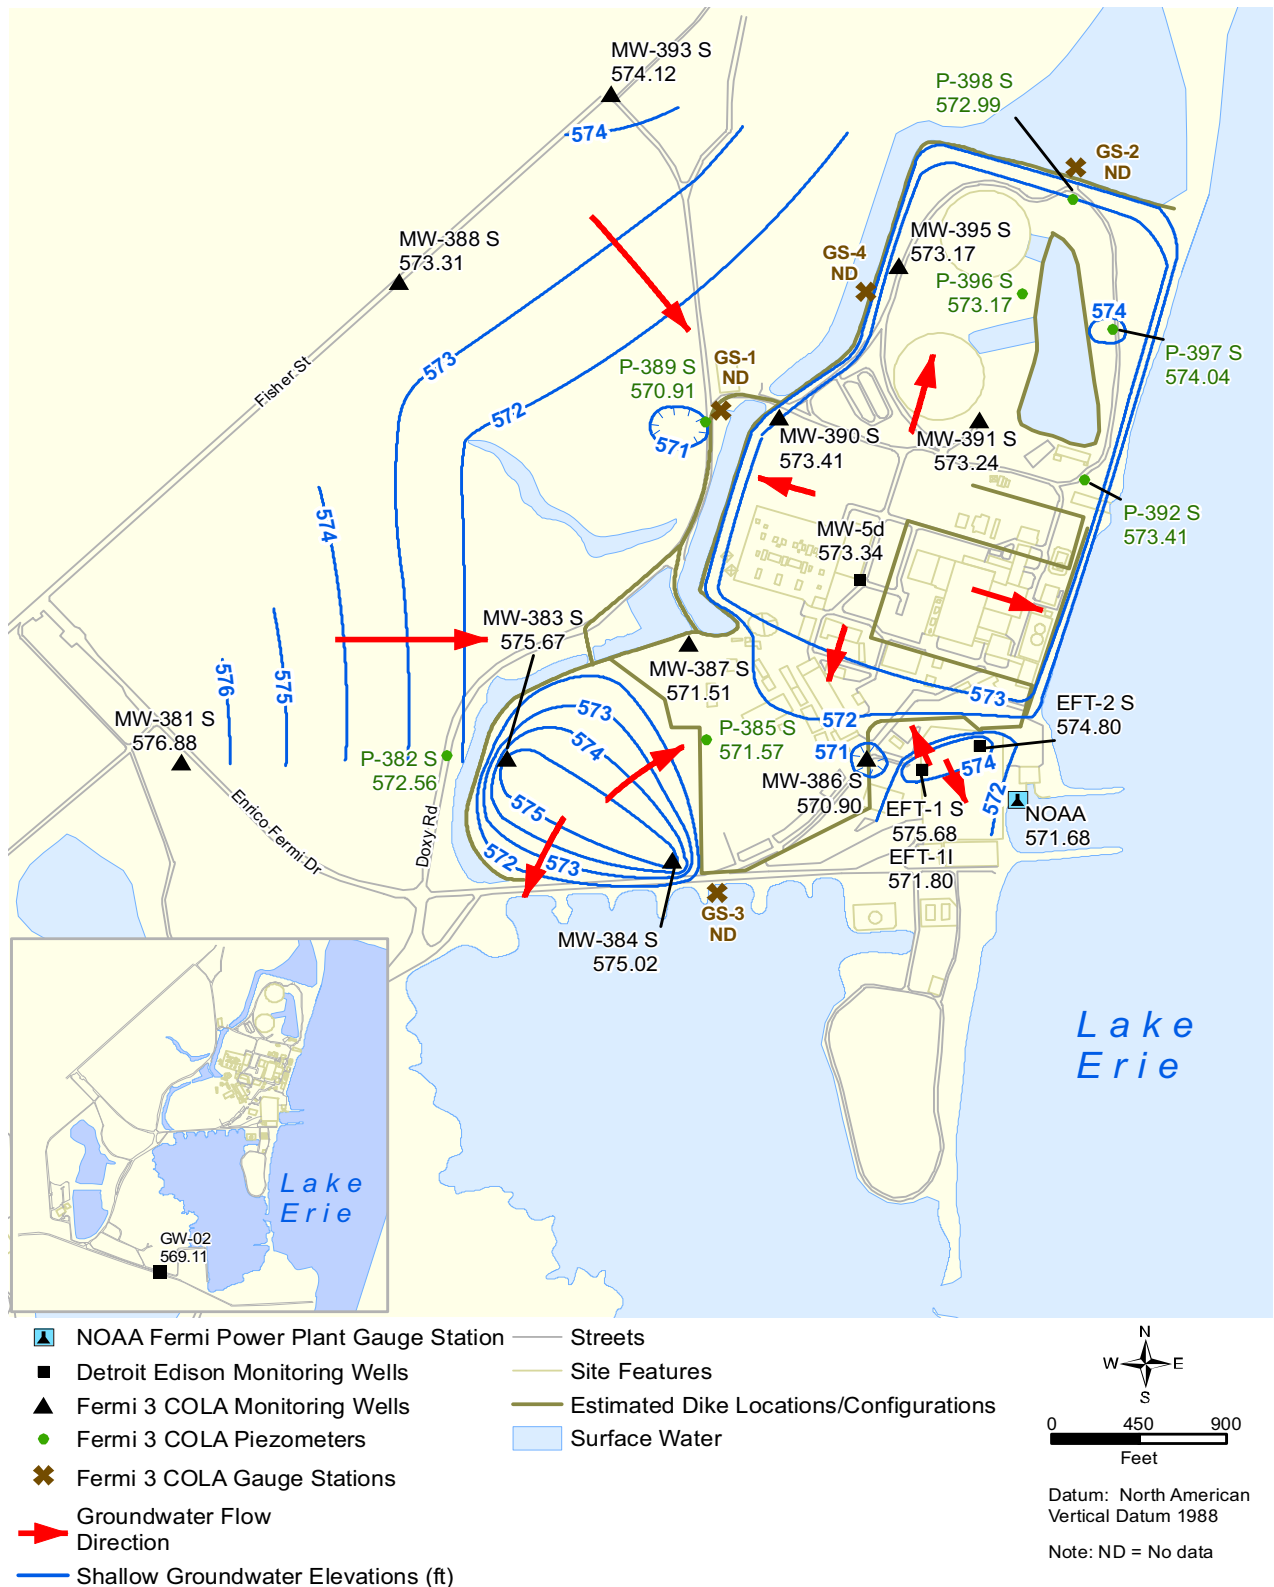 MW-393 S
574.12
P-398 S
572.99
574
GS-2
ND
MW-388 S
573.31
MW-395 S
573.17
GS-4
ND
P-396 S
573.17
574
P-397 S
574.04
573
Fisher St
P-389 S
570.91
GS-1
ND
572
571
MW-390 S
573.41
MW-391 S
573.24
574
P-392 S
573.41
MW-5d
573.34
MW-383 S
575.67
MW-387 S
571.51
576
575
573
572
EFT-2 S
574.80
MW-381 S
576.88
P-382 S
572.56
573
574
P-385 S
571.57
571
MW-386 S
570.90
574
572
EFT-1 S
575.68
EFT-1I
571.80
NOAA
571.68
575
572
573
Enrico Fermi Dr
Doxy Rd
GS-3
ND
MW-384 S
575.02
Lake
Erie
Lake
Erie
GW-02
569.11
NOAA Fermi Power Plant Gauge Station
Detroit Edison Monitoring Wells
Fermi 3 COLA Monitoring Wells
Fermi 3 COLA Piezometers
Fermi 3 COLA Gauge Stations
Groundwater Flow
Direction
Shallow Groundwater Elevations (ft)
Streets
Site Features
Estimated Dike Locations/Configurations
Surface Water
N
W E
S
0 450 900
Feet
Datum: North American
Vertical Datum 1988
Note: ND = No data